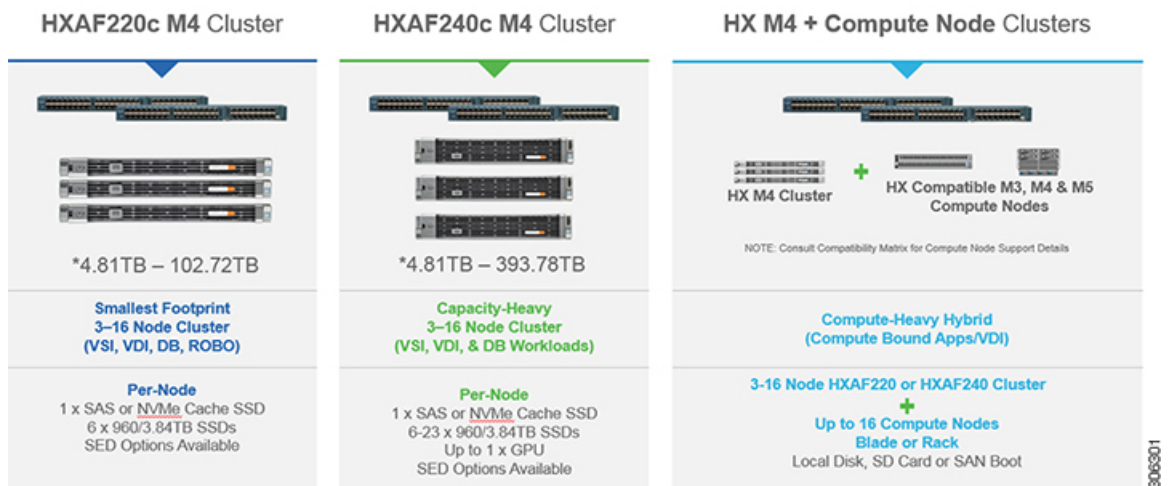 HXAF220c M4 Cluster
*4.81TB – 102.72TB
Smallest Footprint
3–16 Node Cluster
(VSI, VDI, DB, ROBO)
Per-Node
1 x SAS or NVMe Cache SSD
6 x 960/3.84TB SSDs
SED Options Available
HXAF240c M4 Cluster
*4.81TB – 393.78TB
Capacity-Heavy
3–16 Node Cluster
(VSI, VDI, & DB Workloads)
Per-Node
1 x SAS or NVMe Cache SSD
6-23 x 960/3.84TB SSDs
Up to 1 x GPU
SED Options Available
HX M4 + Compute Node Clusters
HX M4 Cluster
+
HX Compatible M3, M4 & M5
Compute Nodes
NOTE: Consult Compatibility Matrix for Compute Node Support Details
Compute-Heavy Hybrid
(Compute Bound Apps/VDI)
3-16 Node HXAF220 or HXAF240 Cluster
+
Up to 16 Compute Nodes
Blade or Rack
Local Disk, SD Card or SAN Boot
306301